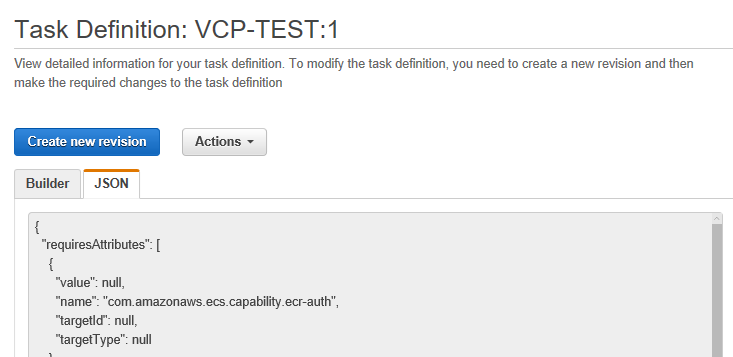 Task Definition: VCP-TEST:1
View detailed information for your task definition. To modify the task definition, you need to create a new revision and then
make the required changes to the task definition
Create new revision Actions
Builder JSON
{
"requiresAttributes": [
{
"value": null,
"name": "com.amazonaws.ecs.capability.ecr-auth",
"targetId": null,
"targetType": null
}